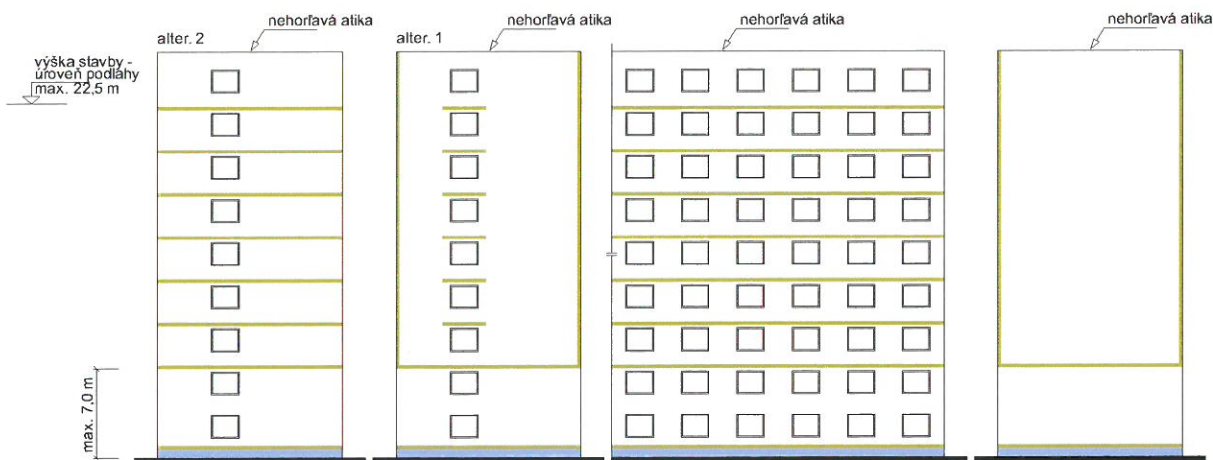 nehorľavá atika
nehorľavá atika
nehorľavá atika
nehorľavá atika
alter. 2
alter. 1
výška stavby -
úroveň podlahy
max. 22,5 m
max. 7,0 m